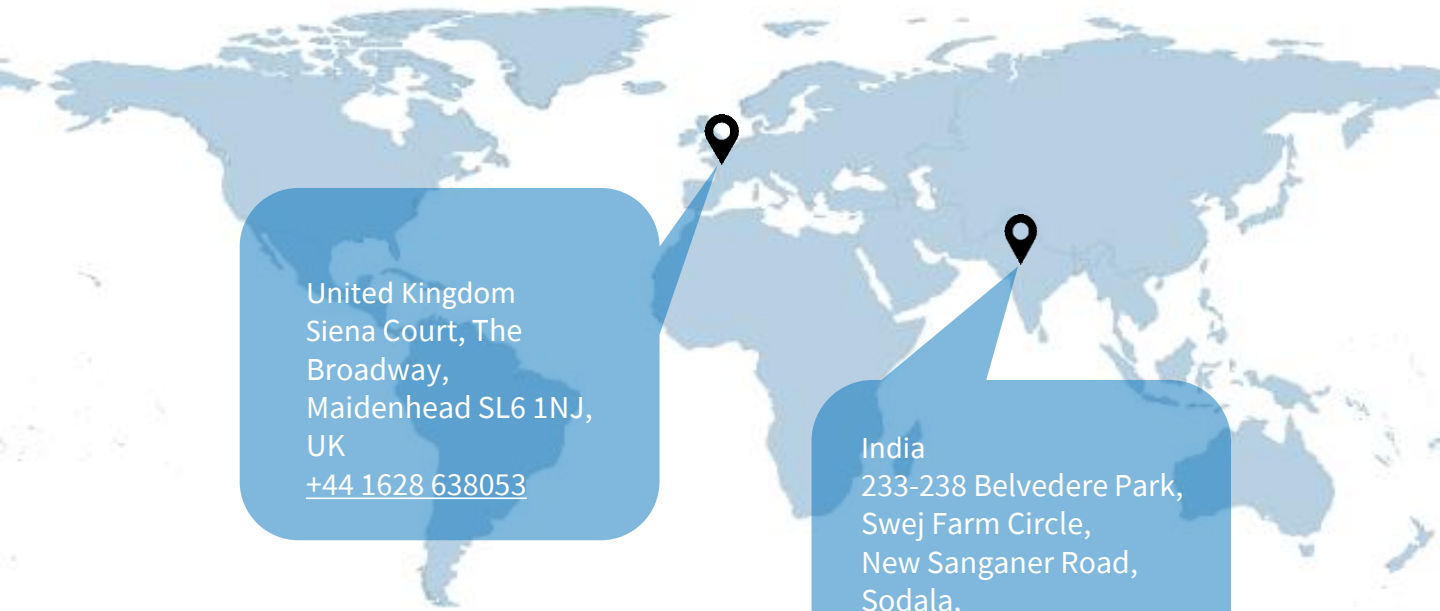 United Kingdom
Siena Court, The
Broadway,
Maidenhead SL6 1NJ,
UK
+44 1628 638053
India
233-238 Belvedere Park,
Swej Farm Circle,
New Sanganer Road,
Sodala,